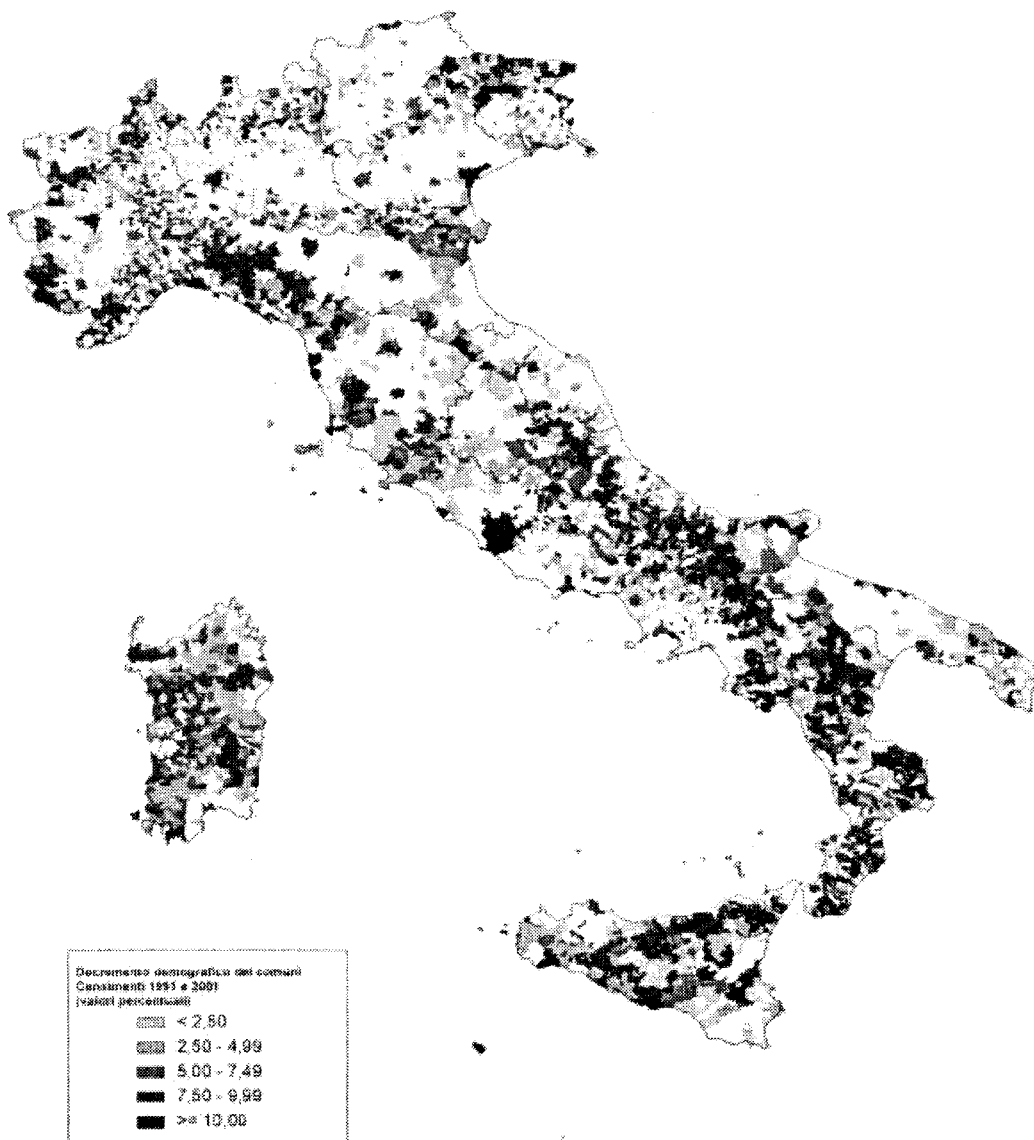 Decremento demografico dei comuni
Censimenti 1991 e 2001
(valori percentuali)
< 2,50
2,50 - 4,99
5,00 - 7,49
7,50 - 9,99
>= 10,00